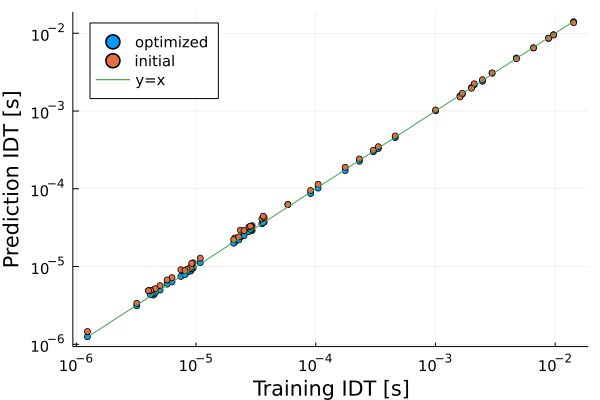 optimized
initial
y=x
Prediction IDT [s]
10⁻²
10⁻³
10⁻⁴
10⁻⁵
10⁻⁶
10⁻⁶ 10⁻⁵ 10⁻⁴ 10⁻³ 10⁻²
Training IDT [s]